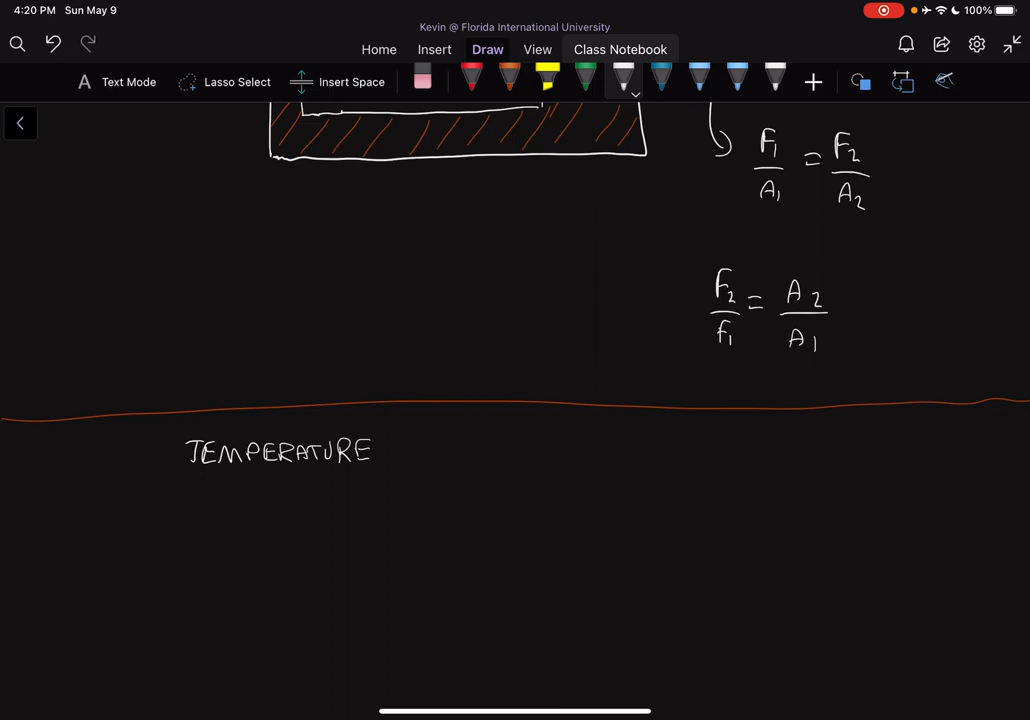 4:20 PM Sun May 9
100%
Kevin @ Florida International University
Home Insert Draw View Class Notebook
A Text Mode Lasso Select Insert Space
F₁/A₁ = F₂/A₂
F₂/F₁ = A₂/A₁
TEMPERATURE